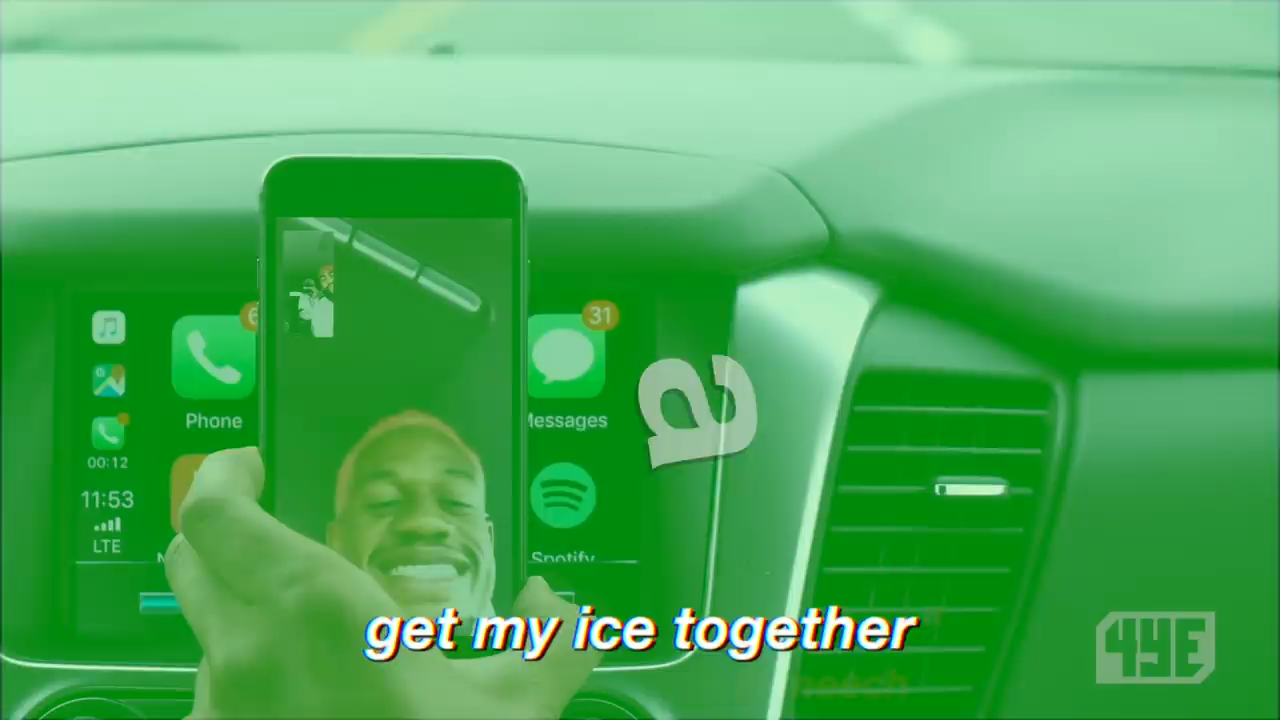 6
31
Phone
Messages
a
00:12
11:53
LTE
Spotify
get my ice together
4YE